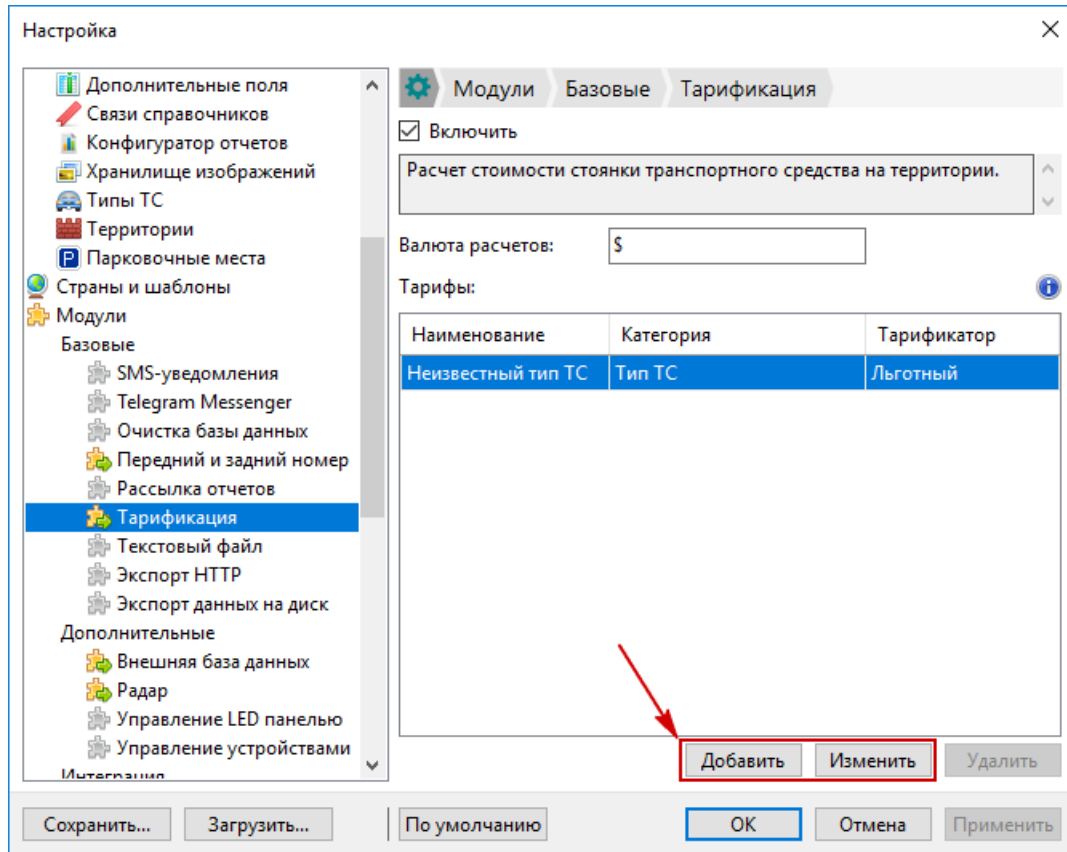 Настройка
Дополнительные поля
Связи справочников
Конфигуратор отчетов
Хранилище изображений
Типы ТС
Территории
Парковочные места
Страны и шаблоны
Модули
Базовые
SMS-уведомления
Telegram Messenger
Очистка базы данных
Передний и задний номер
Рассылка отчетов
Тарификация
Текстовый файл
Экспорт HTTP
Экспорт данных на диск
Дополнительные
Внешняя база данных
Радар
Управление LED панелью
Управление устройствами
Интеграция
Модули Базовые Тарификация
Включить
Расчет стоимости стоянки транспортного средства на территории.
Валюта расчетов: $
Тарифы:
Наименование Категория Тарификатор
Неизвестный тип ТС Тип ТС Льготный
Добавить Изменить Удалить
Сохранить... Загрузить... По умолчанию OK Отмена Применить